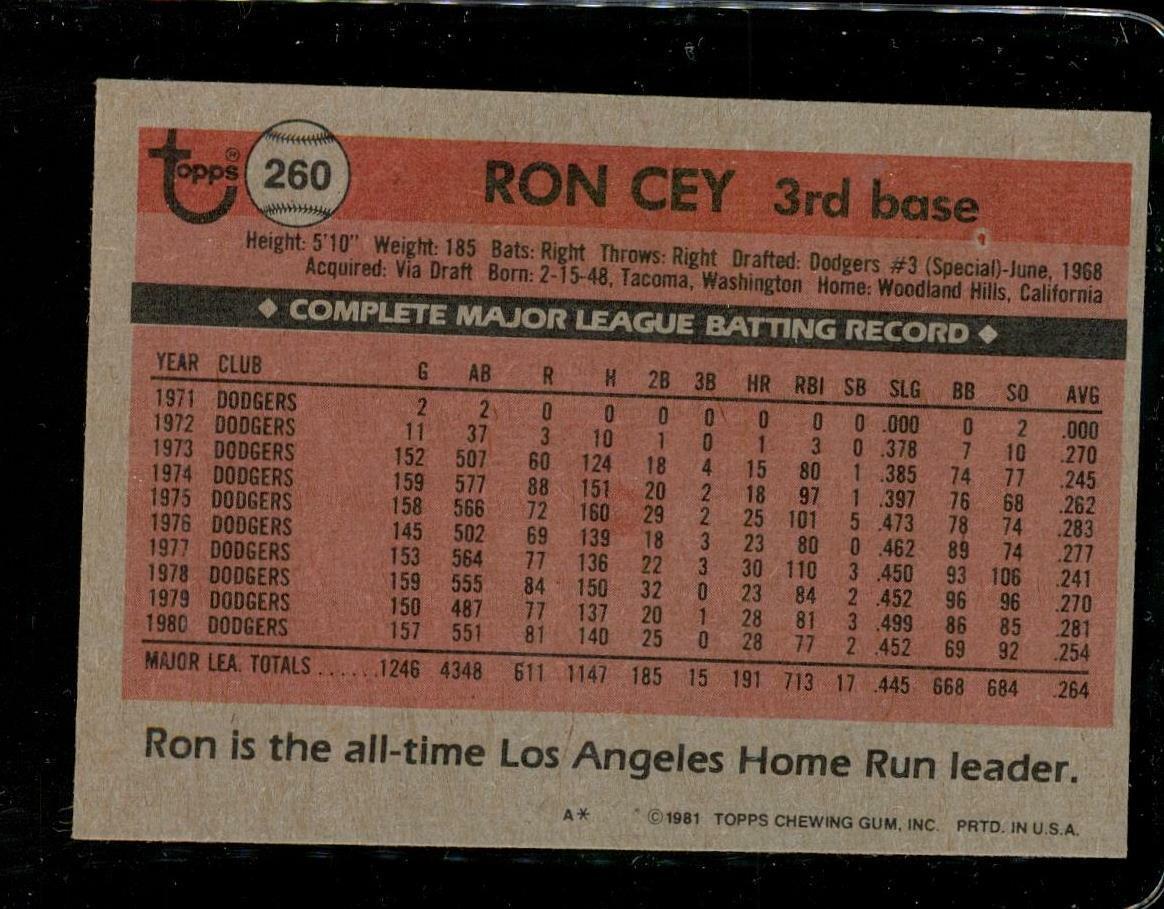 topps® 260 RON CEY 3rd base
Height: 5'10" Weight: 185 Bats: Right Throws: Right Drafted: Dodgers #3 (Special)-June, 1968
Acquired: Via Draft Born: 2-15-48, Tacoma, Washington Home: Woodland Hills, California
◆ COMPLETE MAJOR LEAGUE BATTING RECORD ◆
YEAR CLUB G AB R H 2B 3B HR RBI SB SLG BB SO AVG
1971 DODGERS 2 2 0 0 0 0 0 0 0 .000 0 2 .000
1972 DODGERS 11 37 3 10 1 0 1 3 0 .378 7 10 .270
1973 DODGERS 152 507 60 124 18 4 15 80 1 .385 74 77 .245
1974 DODGERS 159 577 88 151 20 2 18 97 1 .397 76 68 .262
1975 DODGERS 158 566 72 160 29 2 25 101 5 .473 78 74 .283
1976 DODGERS 145 502 69 139 18 3 23 80 0 .462 89 74 .277
1977 DODGERS 153 564 77 136 22 3 30 110 3 .450 93 106 .241
1978 DODGERS 159 555 84 150 32 0 23 84 2 .452 96 96 .270
1979 DODGERS 150 487 77 137 20 1 28 81 3 .499 86 85 .281
1980 DODGERS 157 551 81 140 25 0 28 77 2 .452 69 92 .254
MAJOR LEA. TOTALS ......1246 4348 611 1147 185 15 191 713 17 .445 668 684 .264
Ron is the all-time Los Angeles Home Run leader.
A* ©1981 TOPPS CHEWING GUM, INC. PRTD. IN U.S.A.